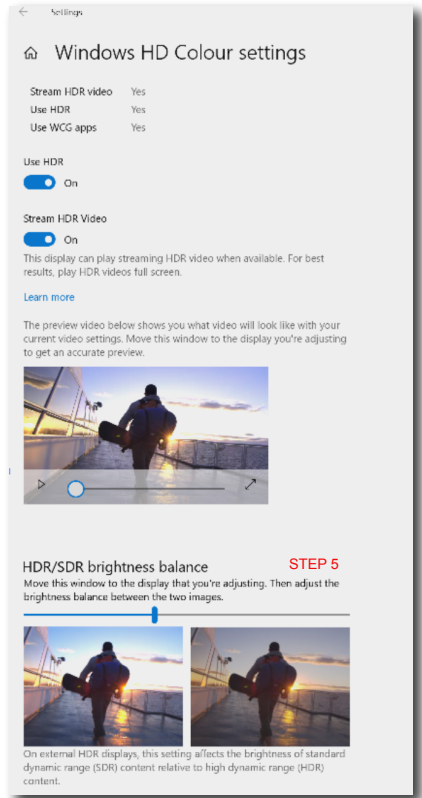 Settings
Windows HD Colour settings
Stream HDR video Yes
Use HDR Yes
Use WCG apps Yes
Use HDR
On
Stream HDR Video
On
This display can play streaming HDR video when available. For best
results, play HDR videos full screen.
Learn more
The preview video below shows you what video will look like with your
current video settings. Move this window to the display you're adjusting
to get an accurate preview.
HDR/SDR brightness balance STEP 5
Move this window to the display that you're adjusting. Then adjust the
brightness balance between the two images.
On external HDR displays, this setting affects the brightness of standard
dynamic range (SDR) content relative to high dynamic range (HDR)
content.